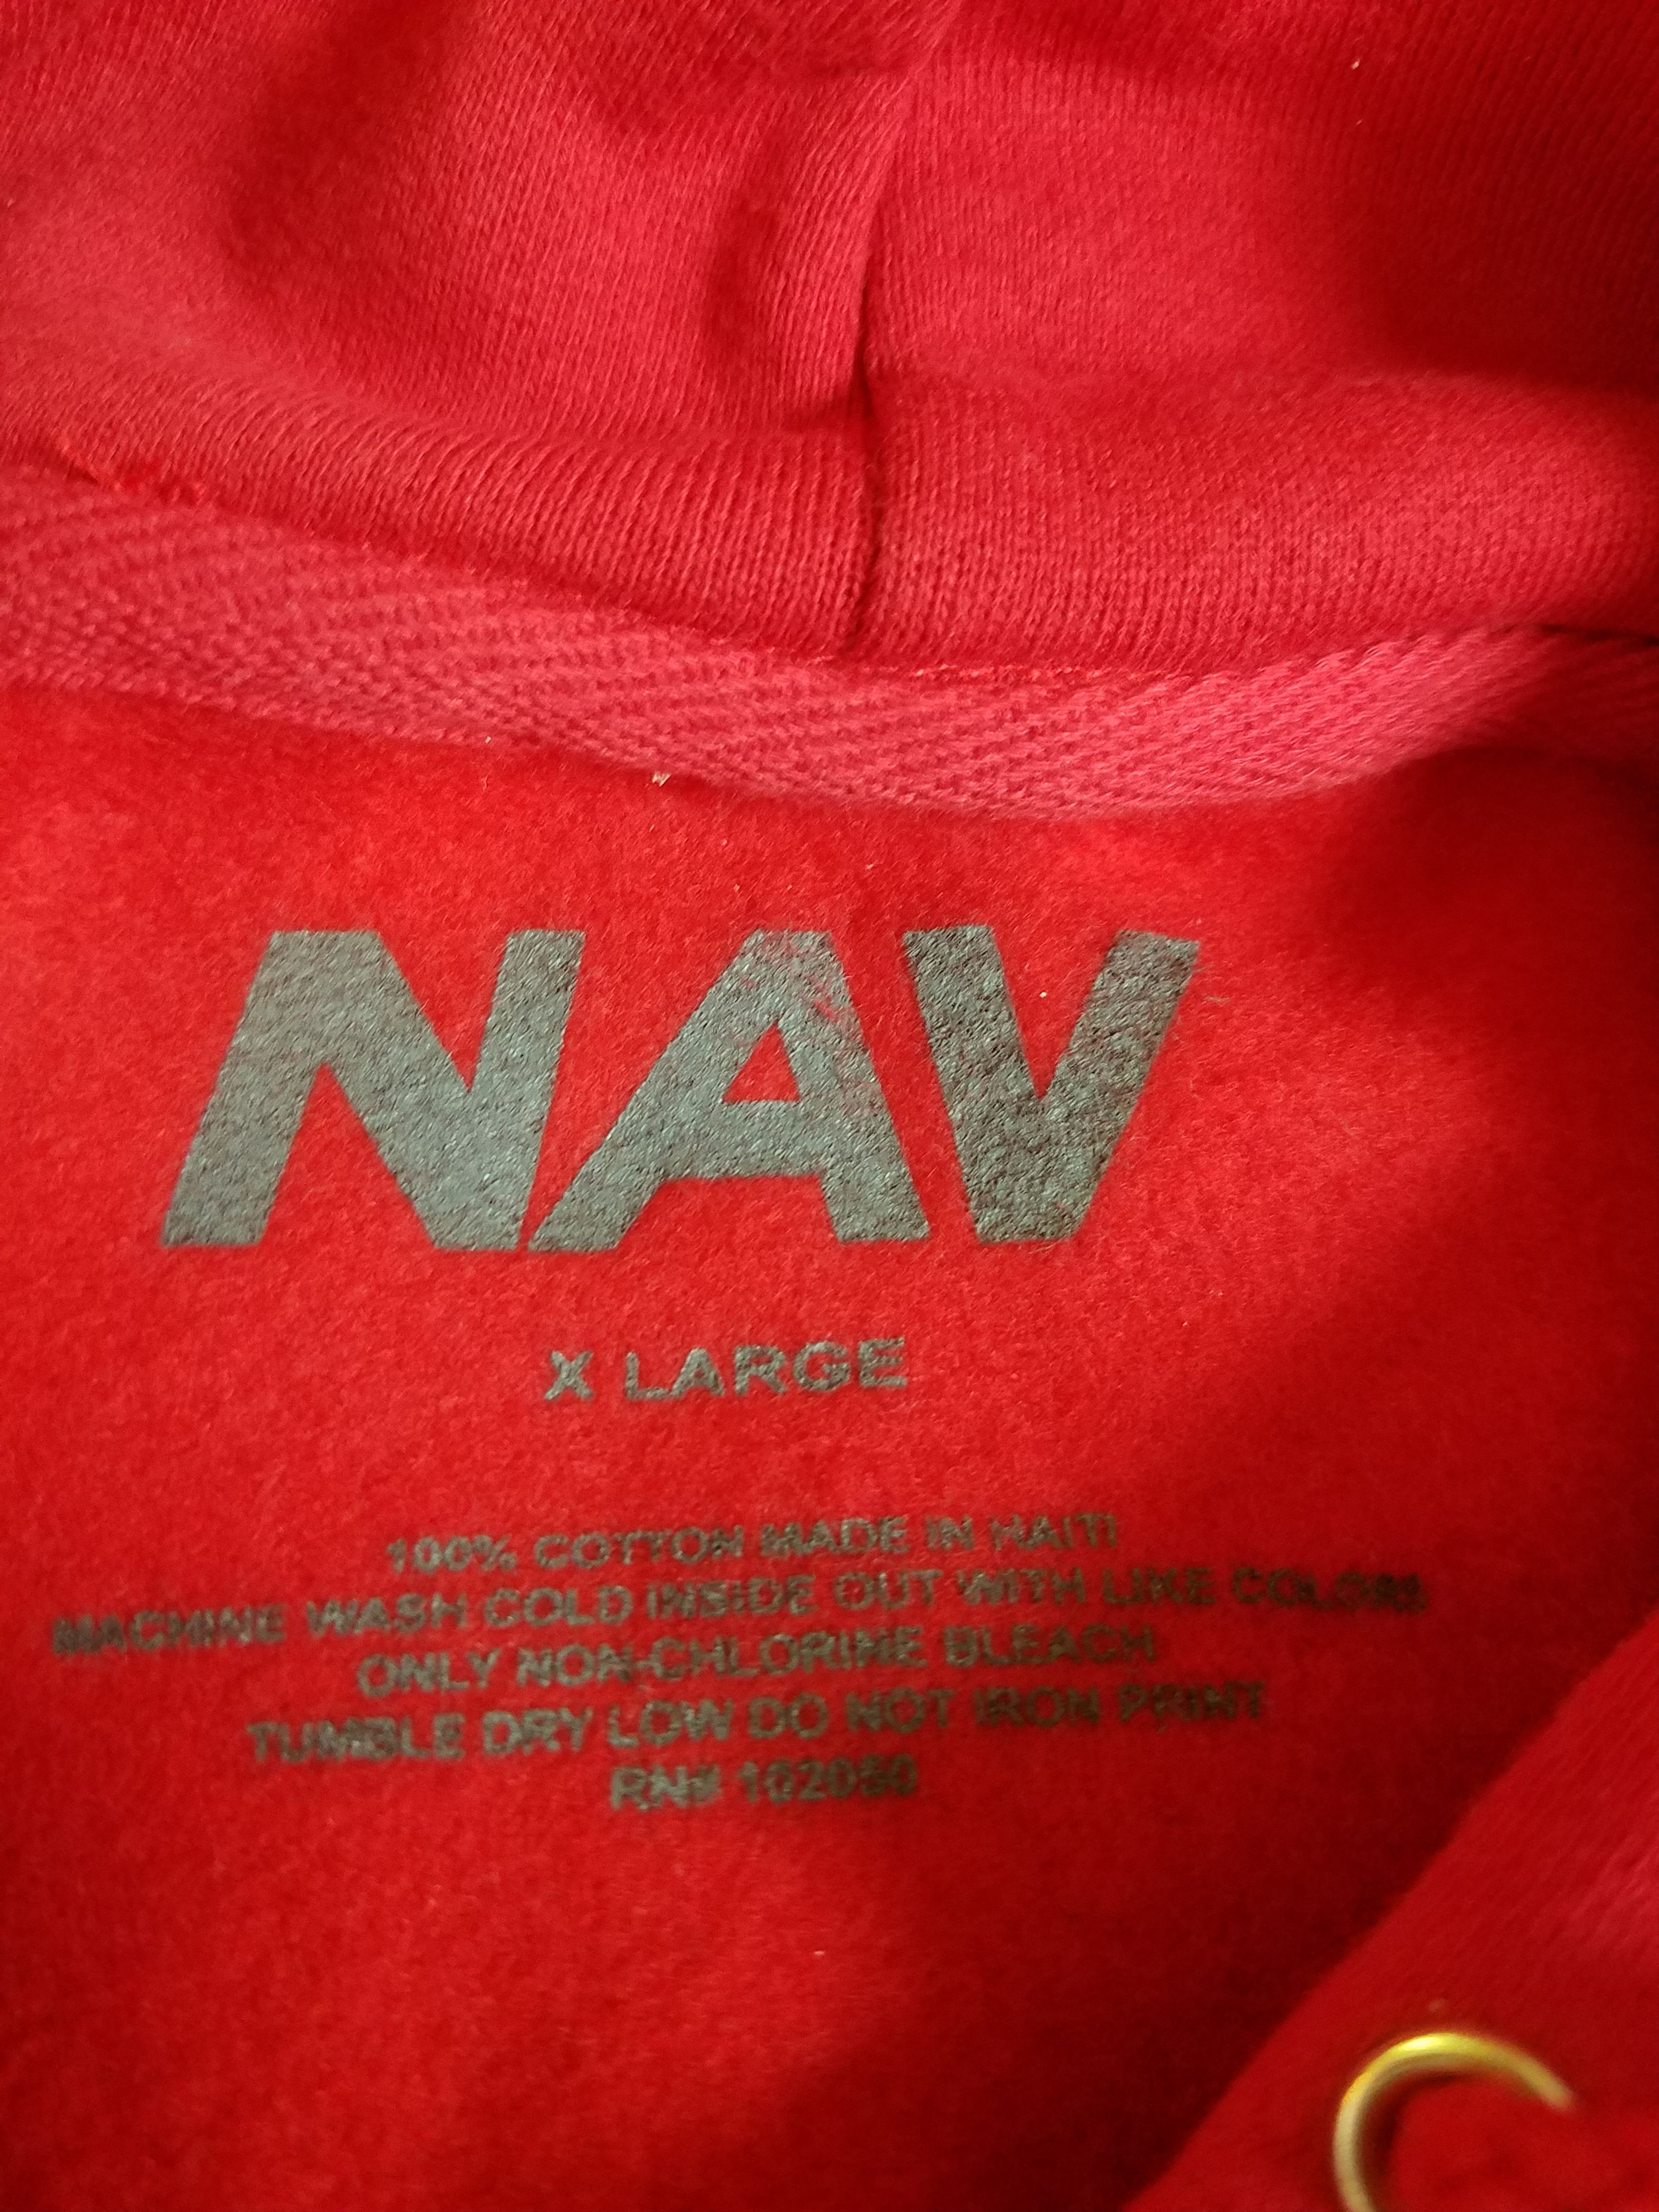 NAV
X LARGE
100% COTTON MADE IN HAITI
MACHINE WASH COLD INSIDE OUT WITH LIKE COLORS
ONLY NON-CHLORINE BLEACH
TUMBLE DRY LOW DO NOT IRON PRINT
RN# 102050